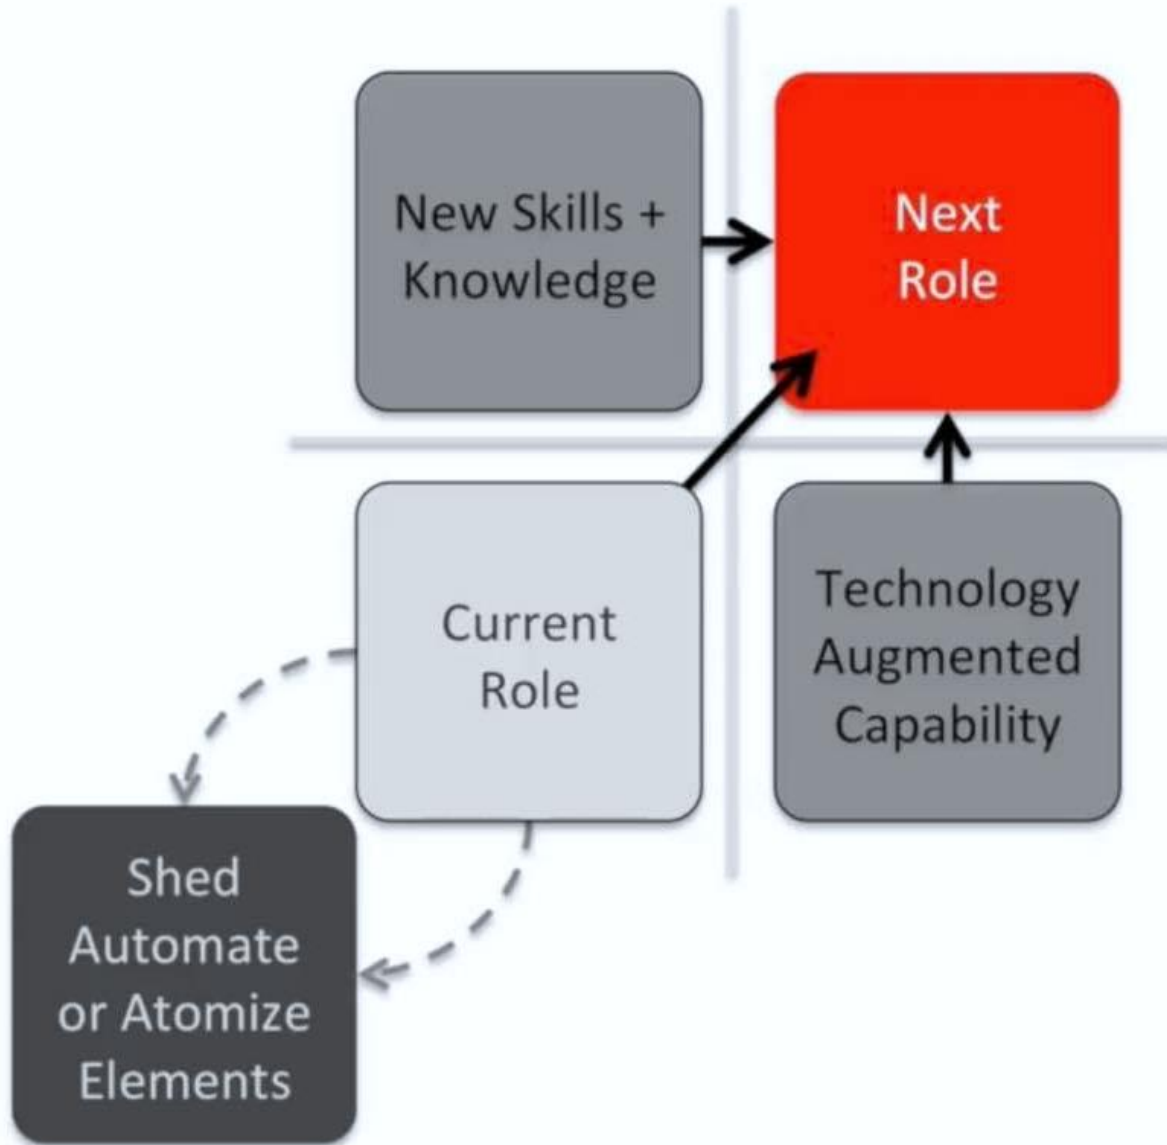 New Skills +
Knowledge
Next
Role
Current
Role
Technology
Augmented
Capability
Shed
Automate
or Atomize
Elements